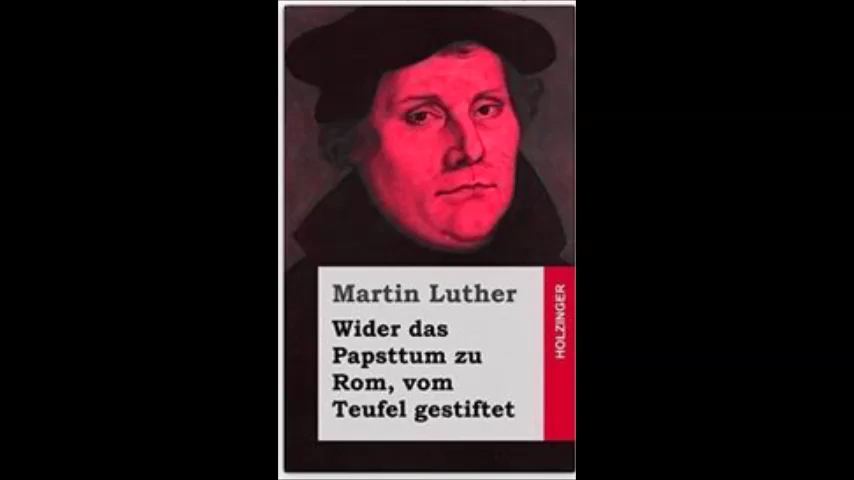 Martin Luther
Wider das
Papsttum zu
Rom, vom
Teufel gestiftet
HOLZINGER